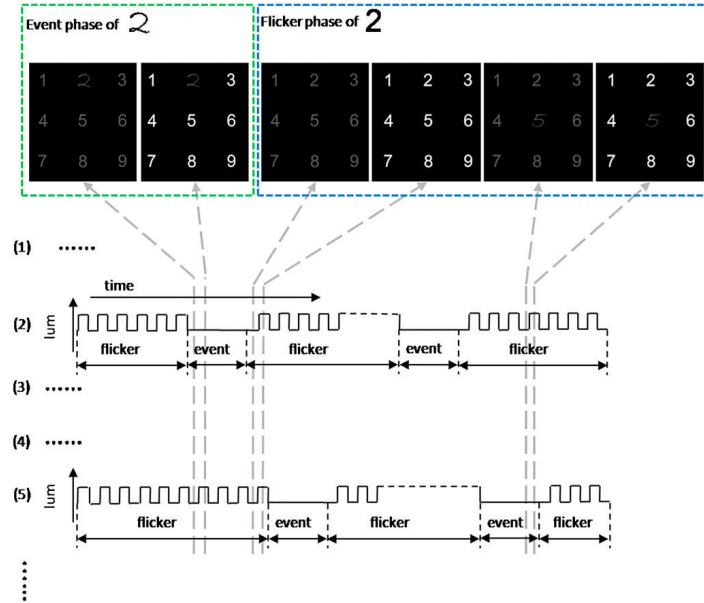 Event phase of 2
Flicker phase of 2
1 2 3 1 2 3 1 2 3 1 2 3 1 2 3 1 2 3
4 5 6 4 5 6 4 5 6 4 5 6 4 5 6 4 5 6
7 8 9 7 8 9 7 8 9 7 8 9 7 8 9 7 8 9
(1) ......
time
(2) lum
flicker event flicker event flicker
(3) ......
(4) ......
(5) lum
flicker event flicker event flicker